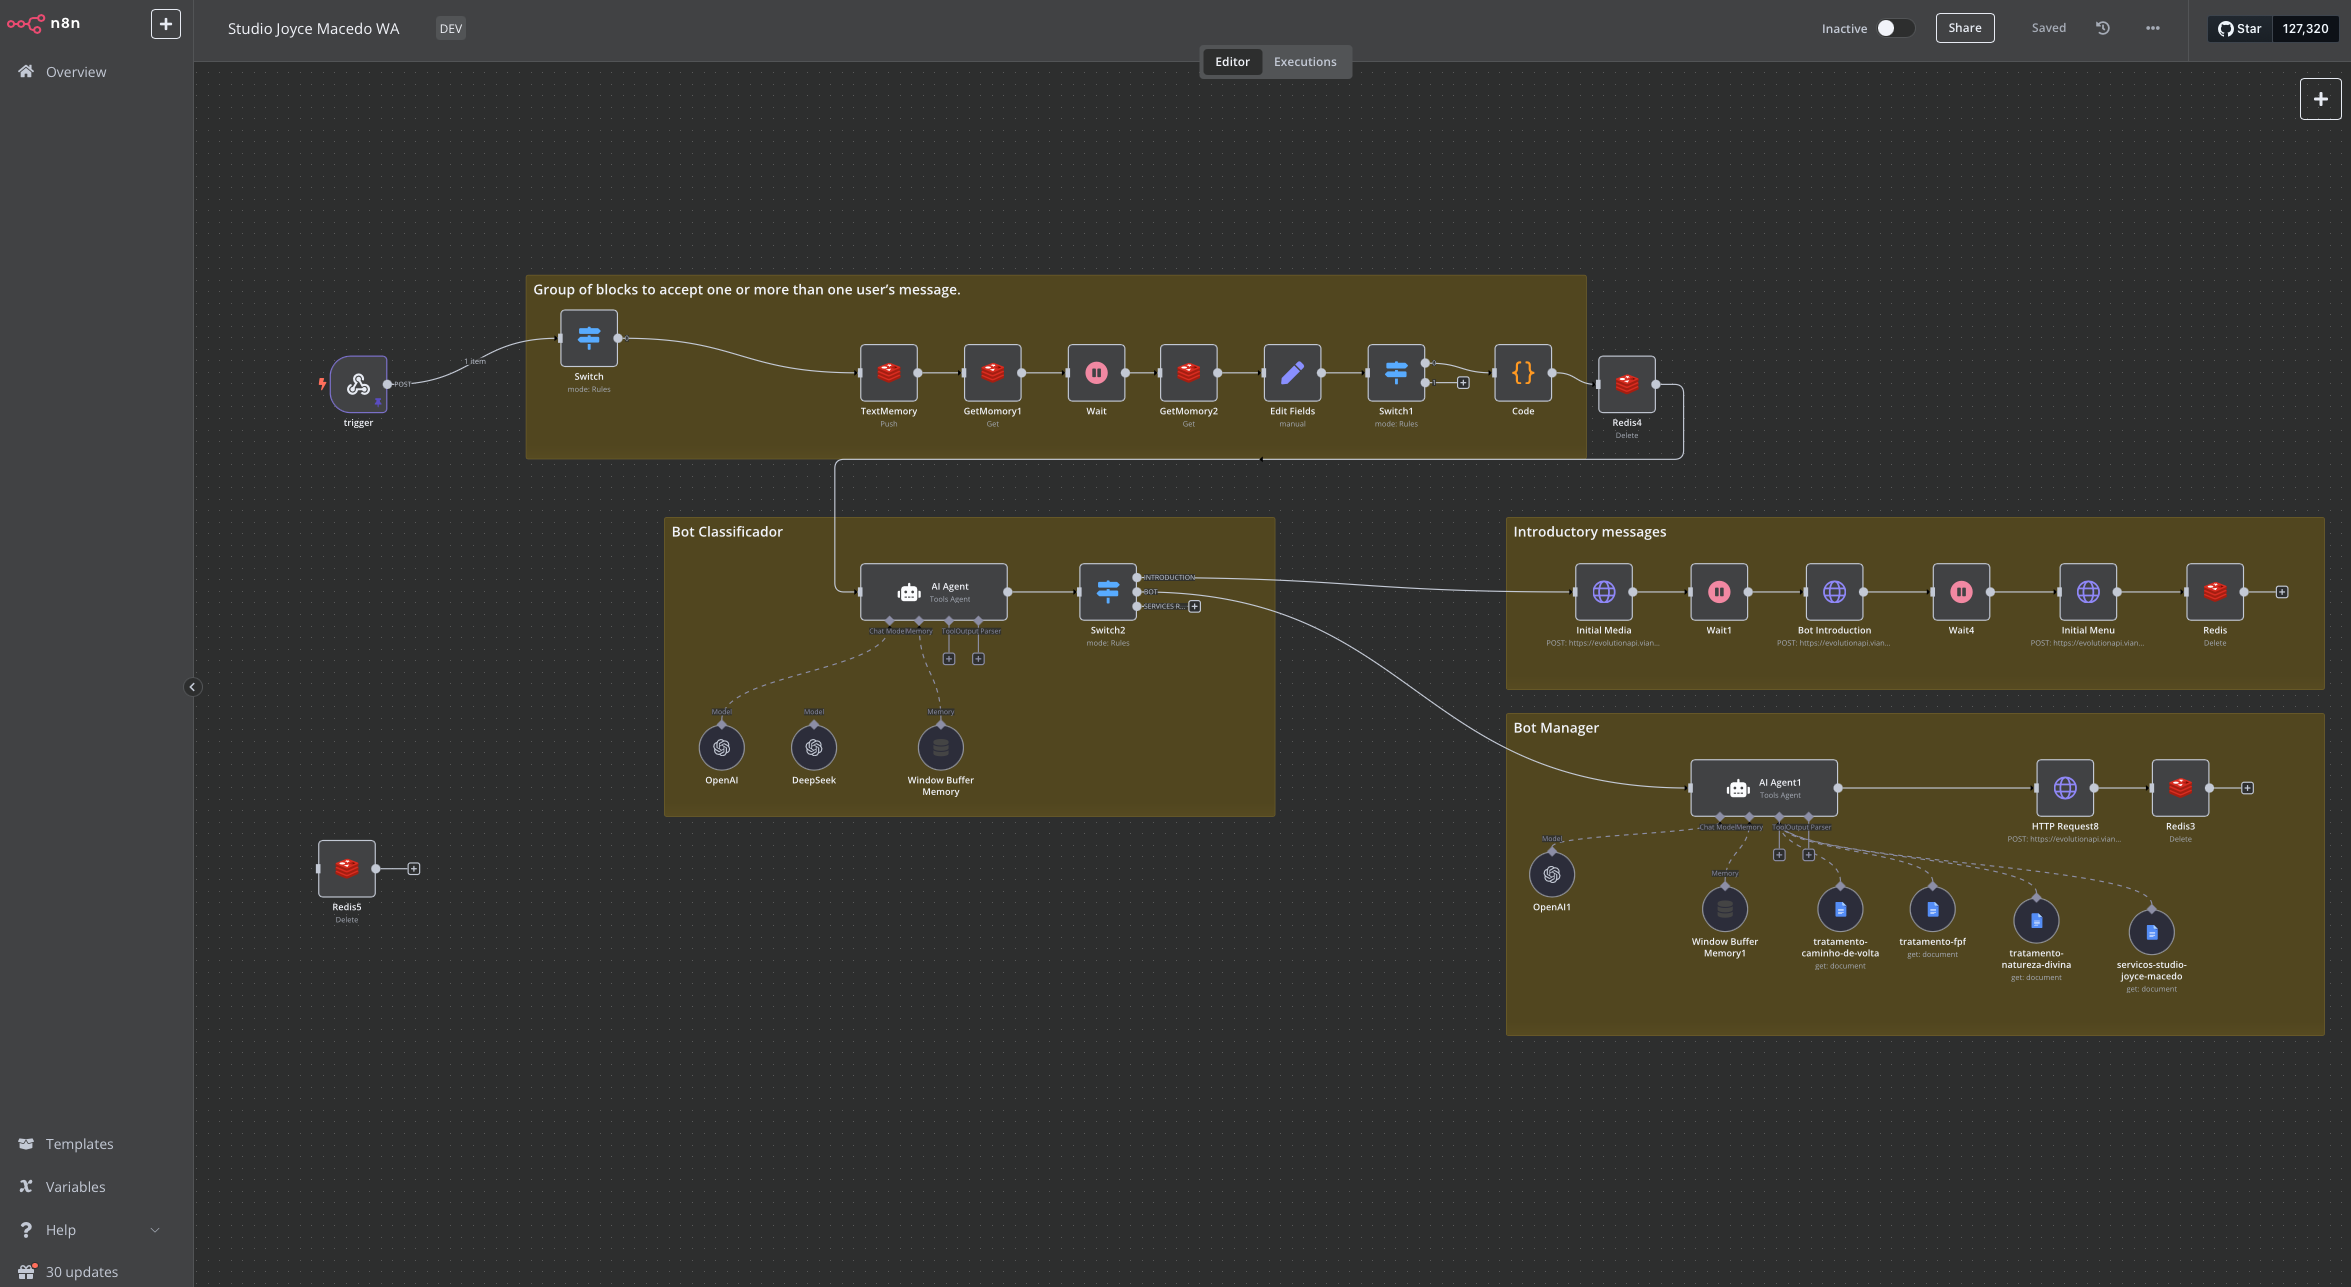 n8n
Studio Joyce Macedo WA
DEV
Inactive
Share
Saved
Star
127,320
Editor
Executions
Overview
Group of blocks to accept one or more than one user's message.
trigger
POST
1 item
Switch
mode: Rules
TextMemory
Push
GetMomory1
Get
Wait
GetMomory2
Get
Edit Fields
manual
Switch1
mode: Rules
0
1
Code
Redis4
Delete
Bot Classificador
AI Agent
Tools Agent
Chat Model
Memory
Tool
Output Parser
Switch2
mode: Rules
INTRODUCTION
BOT
SERVICES R...
Model
OpenAI
Model
DeepSeek
Memory
Window Buffer
Memory
Introductory messages
Initial Media
POST: https://evolutionapi.vian...
Wait1
Bot Introduction
POST: https://evolutionapi.vian...
Wait4
Initial Menu
POST: https://evolutionapi.vian...
Redis
Delete
Bot Manager
AI Agent1
Tools Agent
Chat Model
Memory
Tool
Output Parser
HTTP Request8
POST: https://evolutionapi.vian...
Redis3
Delete
Model
OpenAI1
Memory
Window Buffer
Memory1
tratamento-
caminho-de-volta
get: document
tratamento-fpf
get: document
tratamento-
natureza-divina
get: document
servicos-studio-
joyce-macedo
get: document
Redis5
Delete
Templates
Variables
Help
30 updates